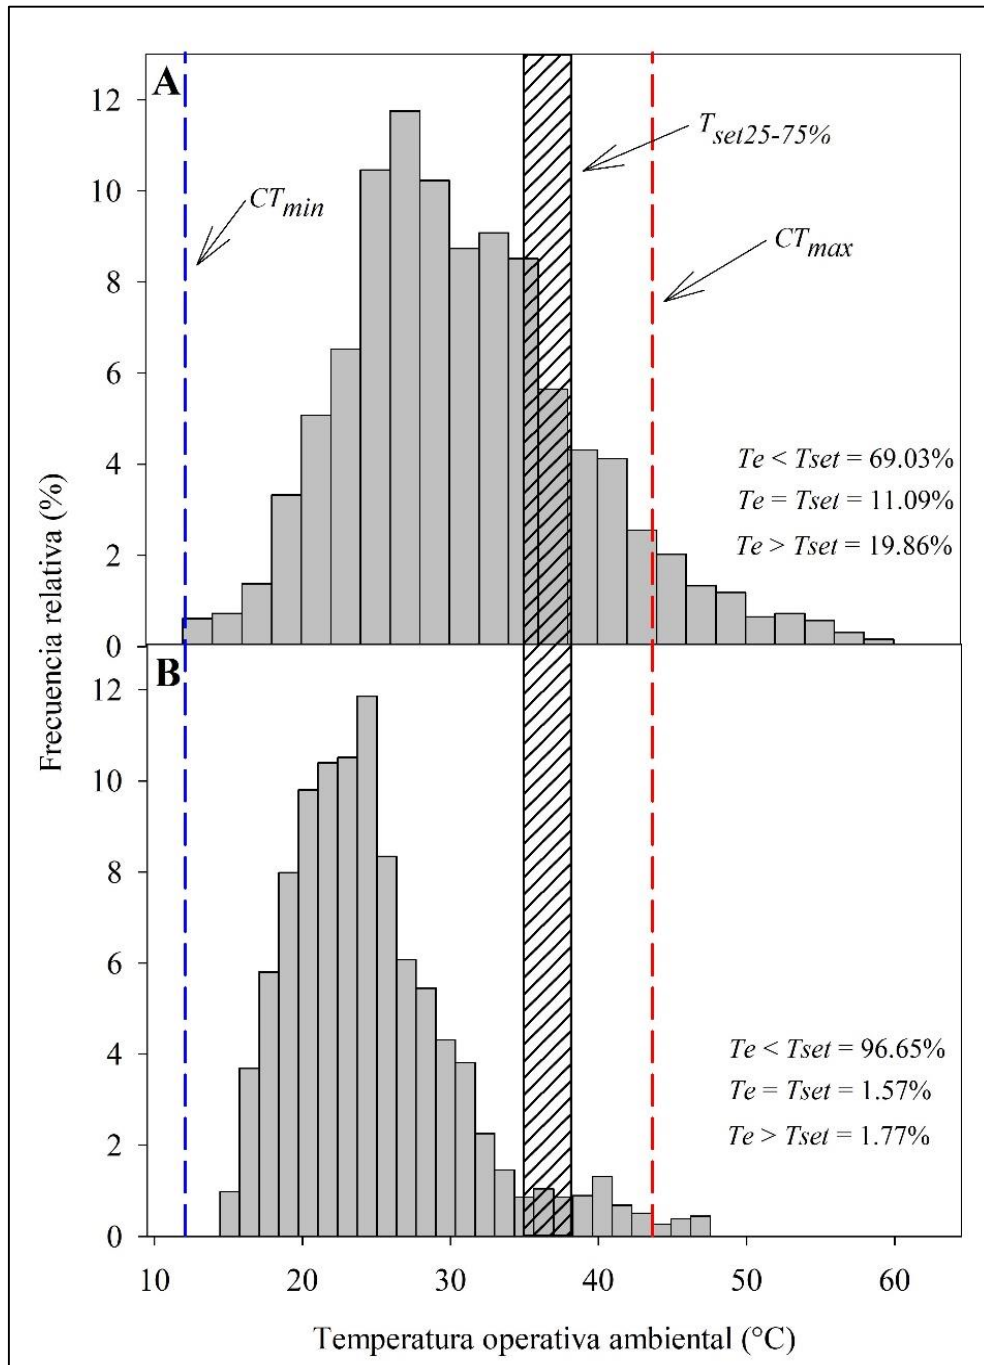 A
12
10
8
6
4
2
0
CTmin
Tset25-75%
CTmax
Te < Tset = 69.03%
Te = Tset = 11.09%
Te > Tset = 19.86%
Frecuencia relativa (%)
B
12
10
8
6
4
2
0
Te < Tset = 96.65%
Te = Tset = 1.57%
Te > Tset = 1.77%
10 20 30 40 50 60
Temperatura operativa ambiental (°C)